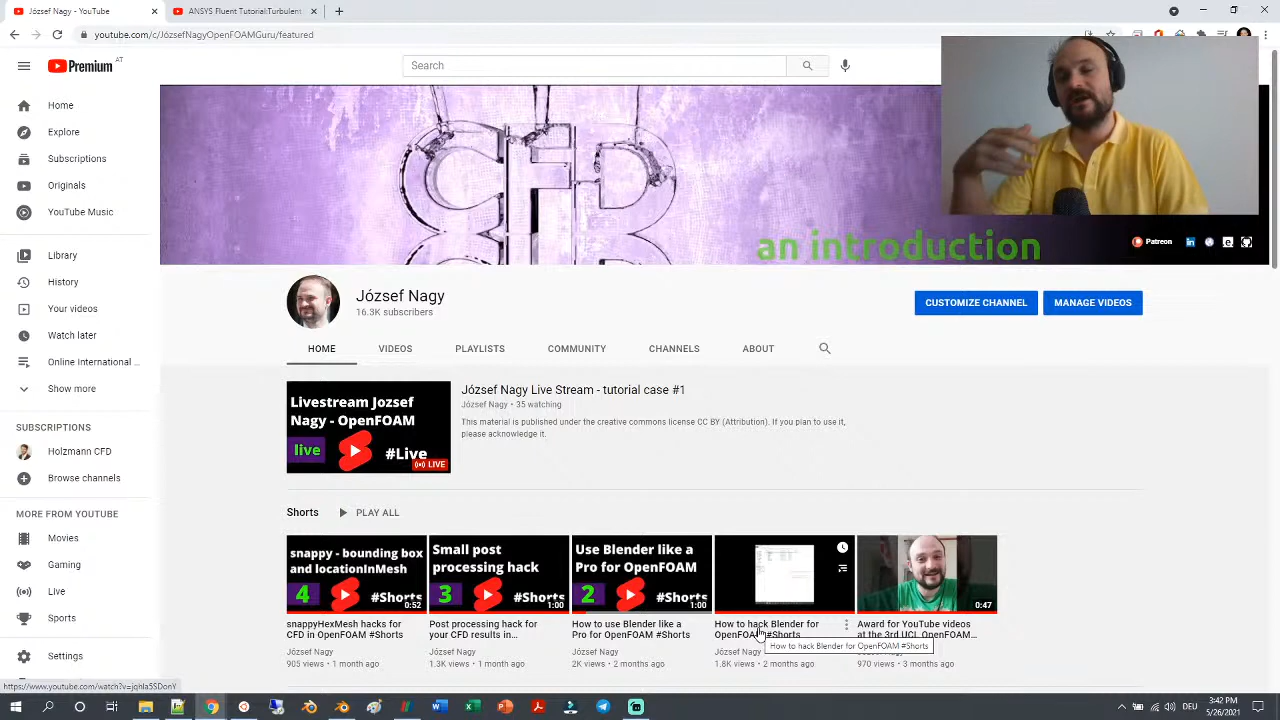 József Nagy - YouTube
ANSYS Fluent TutorialTurbulent
youtube.com/c/JózsefNagyOpenFOAMGuru/featured
Premium
AT
Search
Home
Explore
Subscriptions
Originals
YouTube Music
Library
History
Your videos
Watch later
Online International ...
Show more
SUBSCRIPTIONS
Holzmann CFD
Browse channels
MORE FROM YOUTUBE
Movies
Gaming
Live
Sports
Settings
CFD
an introduction
Patreon
József Nagy
16.3K subscribers
CUSTOMIZE CHANNEL
MANAGE VIDEOS
HOME
VIDEOS
PLAYLISTS
COMMUNITY
CHANNELS
ABOUT
Livestream Jozsef
Nagy - OpenFOAM
live
#Live
LIVE
József Nagy Live Stream - tutorial case #1
József Nagy • 35 watching
This material is published under the creative commons license CC BY (Attribution). If you plan to use it,
please acknowledge it.
Shorts
PLAY ALL
snappy - bounding box
and locationInMesh
4
#Shorts
0:52
snappyHexMesh hacks for
CFD in OpenFOAM #Shorts
József Nagy
905 views • 1 month ago
Small post
processing hack
3
#Shorts
1:00
Post processing hack for
your CFD results in...
József Nagy
1.3K views • 1 month ago
Use Blender like a
Pro for OpenFOAM
2
#Shorts
1:00
How to use Blender like a
Pro for OpenFOAM #Shorts
József Nagy
2K views • 2 months ago
How to hack Blender for
OpenFOAM #Shorts
How to hack Blender for OpenFOAM #Shorts
József Nagy
1.8K views • 2 months ago
0:47
Award for YouTube videos
at the 3rd UCL OpenFOAM...
József Nagy
970 views • 3 months ago
https://www.youtube.com/watch?v=jqhIa5SDonY
DEU
3:42 PM
5/26/2021